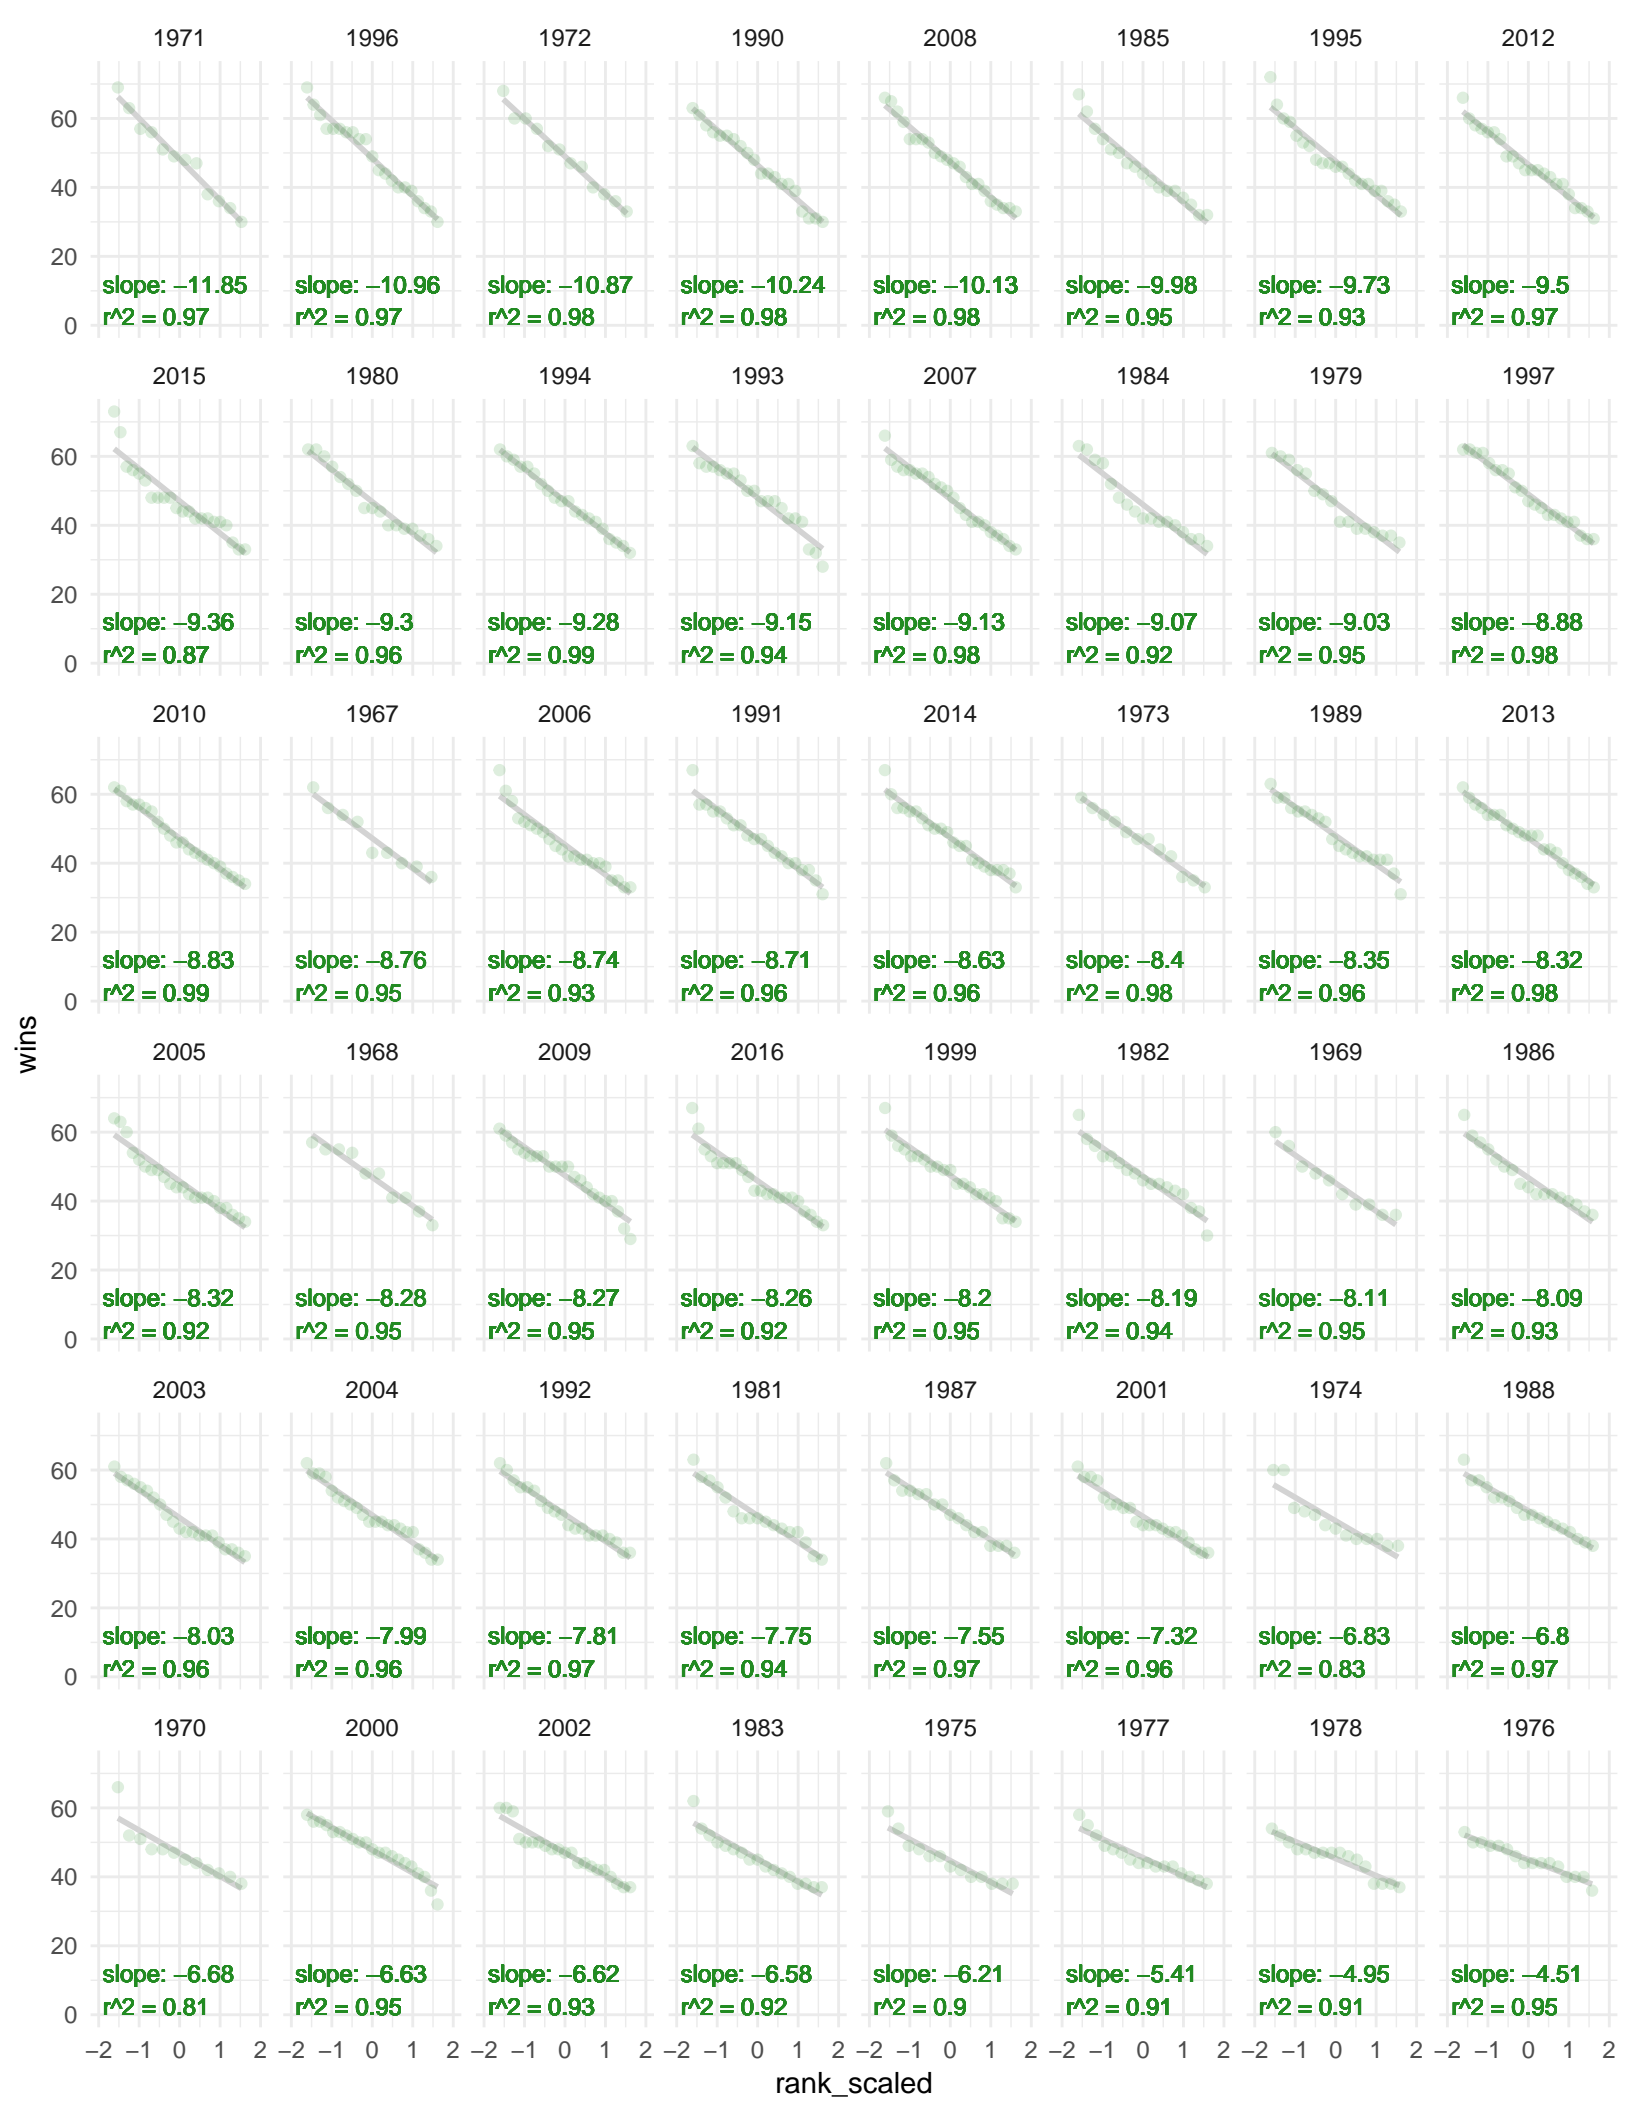 1971 1996 1972 1990 2008 1985 1995 2012
60
40
20
0
slope: −11.85 slope: −10.96 slope: −10.87 slope: −10.24 slope: −10.13 slope: −9.98 slope: −9.73 slope: −9.5
r^2 = 0.97 r^2 = 0.97 r^2 = 0.98 r^2 = 0.98 r^2 = 0.98 r^2 = 0.95 r^2 = 0.93 r^2 = 0.97
2015 1980 1994 1993 2007 1984 1979 1997
60
40
20
0
slope: −9.36 slope: −9.3 slope: −9.28 slope: −9.15 slope: −9.13 slope: −9.07 slope: −9.03 slope: −8.88
r^2 = 0.87 r^2 = 0.96 r^2 = 0.99 r^2 = 0.94 r^2 = 0.98 r^2 = 0.92 r^2 = 0.95 r^2 = 0.98
2010 1967 2006 1991 2014 1973 1989 2013
60
40
20
0
slope: −8.83 slope: −8.76 slope: −8.74 slope: −8.71 slope: −8.63 slope: −8.4 slope: −8.35 slope: −8.32
r^2 = 0.99 r^2 = 0.95 r^2 = 0.93 r^2 = 0.96 r^2 = 0.96 r^2 = 0.98 r^2 = 0.96 r^2 = 0.98
wins
2005 1968 2009 2016 1999 1982 1969 1986
60
40
20
0
slope: −8.32 slope: −8.28 slope: −8.27 slope: −8.26 slope: −8.2 slope: −8.19 slope: −8.11 slope: −8.09
r^2 = 0.92 r^2 = 0.95 r^2 = 0.95 r^2 = 0.92 r^2 = 0.95 r^2 = 0.94 r^2 = 0.95 r^2 = 0.93
2003 2004 1992 1981 1987 2001 1974 1988
60
40
20
0
slope: −8.03 slope: −7.99 slope: −7.81 slope: −7.75 slope: −7.55 slope: −7.32 slope: −6.83 slope: −6.8
r^2 = 0.96 r^2 = 0.96 r^2 = 0.97 r^2 = 0.94 r^2 = 0.97 r^2 = 0.96 r^2 = 0.83 r^2 = 0.97
1970 2000 2002 1983 1975 1977 1978 1976
60
40
20
0
slope: −6.68 slope: −6.63 slope: −6.62 slope: −6.58 slope: −6.21 slope: −5.41 slope: −4.95 slope: −4.51
r^2 = 0.81 r^2 = 0.95 r^2 = 0.93 r^2 = 0.92 r^2 = 0.9 r^2 = 0.91 r^2 = 0.91 r^2 = 0.95
−2 −1 0 1 2 −2 −1 0 1 2 −2 −1 0 1 2 −2 −1 0 1 2 −2 −1 0 1 2 −2 −1 0 1 2 −2 −1 0 1 2 −2 −1 0 1 2
rank_scaled